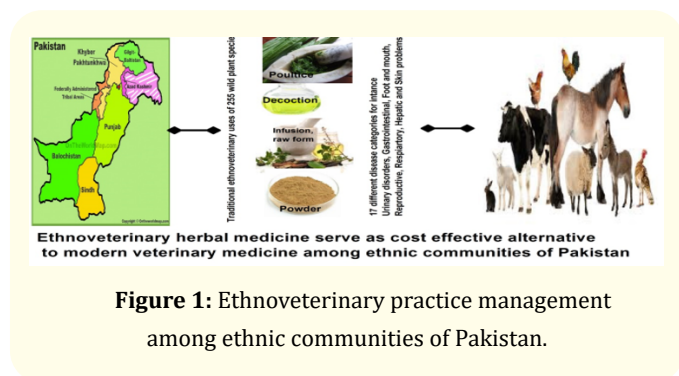 Pakistan
Khyber
Pakhtunkhwa
Gilgit
Baltistan
Azad Kashmir
Federally Administered
Tribal Areas
Punjab
OnTheWorldMap.com
Balochistan
Sindh
Traditional ethnoveterinary uses of 255 wild plant specie
Poultice
Decoction
Infusion,
raw form
Powder
17 different disease categories for intance
Urinary disorders, Gastrointestinal, Foot and mouth,
Reproductive, Respiartory, Hepatic and Skin problems
Ethnoveterinary herbal medicine serve as cost effective alternative
to modern veterinary medicine among ethnic communities of Pakistan
Figure 1: Ethnoveterinary practice management
among ethnic communities of Pakistan.